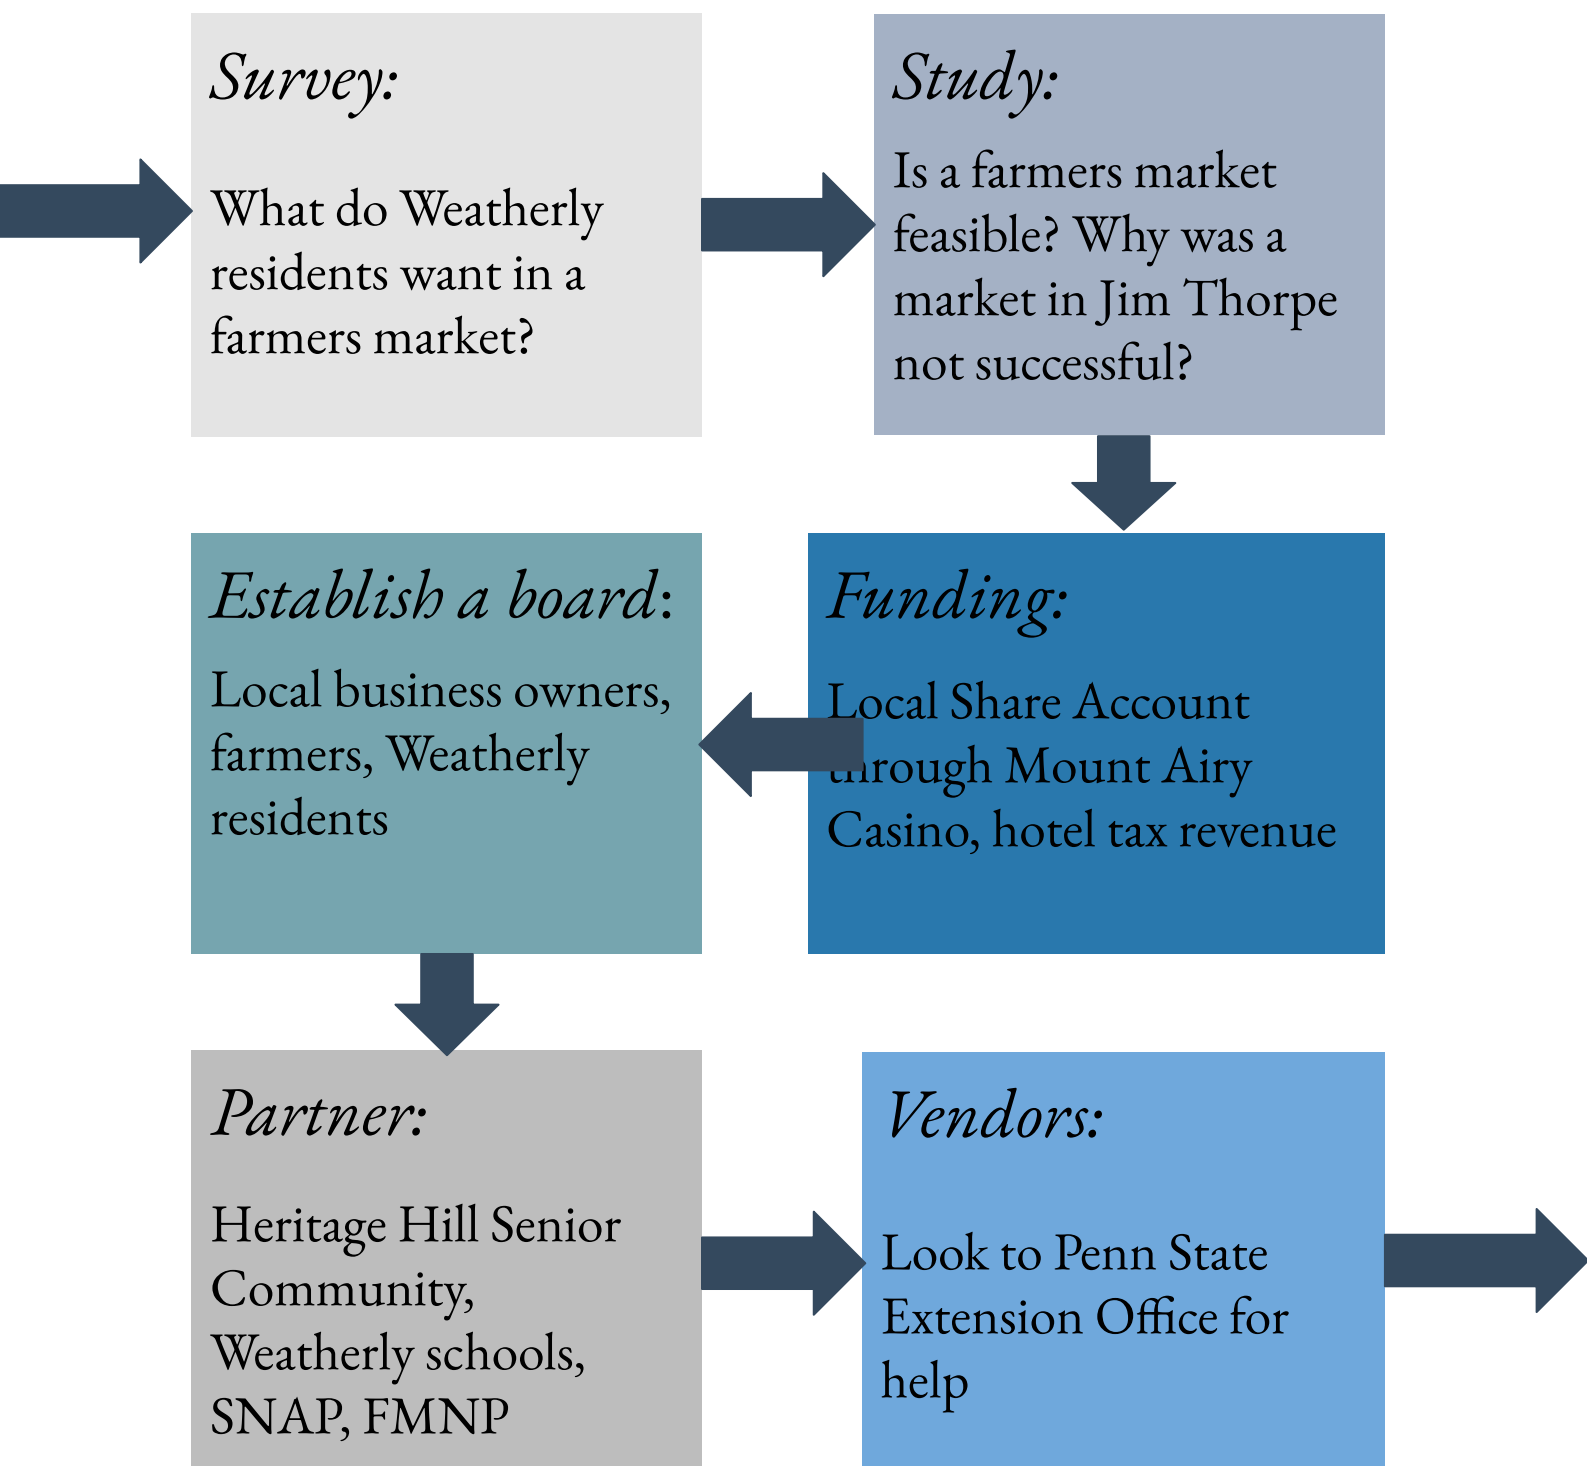 Survey:
What do Weatherly
residents want in a
farmers market?
Study:
Is a farmers market
feasible? Why was a
market in Jim Thorpe
not successful?
Funding:
Local Share Account
through Mount Airy
Casino, hotel tax revenue
Establish a board:
Local business owners,
farmers, Weatherly
residents
Partner:
Heritage Hill Senior
Community,
Weatherly schools,
SNAP, FMNP
Vendors:
Look to Penn State
Extension Office for
help